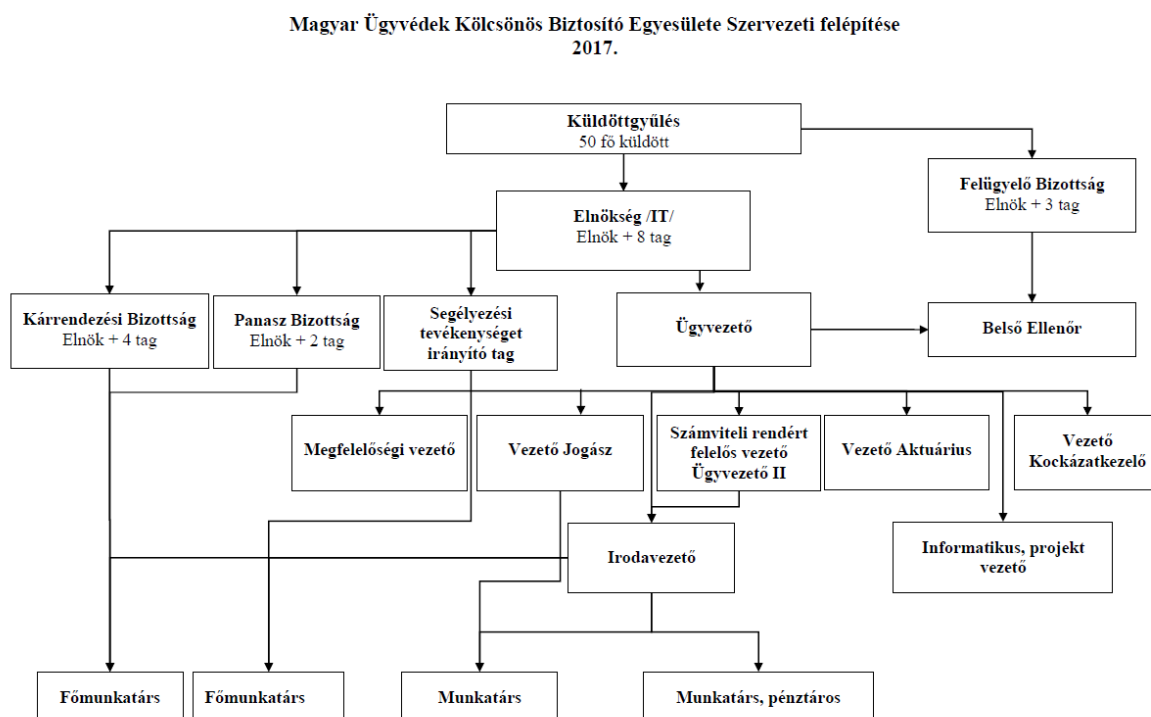 Magyar Ügyvédek Kölcsönös Biztosító Egyesülete Szervezeti felépítése
2017.
Küldöttgyűlés
50 fő küldött
Felügyelő Bizottság
Elnök + 3 tag
Elnökség /IT/
Elnök + 8 tag
Kárrendezési Bizottság
Elnök + 4 tag
Panasz Bizottság
Elnök + 2 tag
Segélyezési
tevékenységet
irányító tag
Ügyvezető
Belső Ellenőr
Megfelelőségi vezető
Vezető Jogász
Számviteli rendért
felelős vezető
Ügyvezető II
Vezető Aktuárius
Vezető
Kockázatkezelő
Irodavezető
Informatikus, projekt
vezető
Főmunkatárs
Főmunkatárs
Munkatárs
Munkatárs, pénztáros